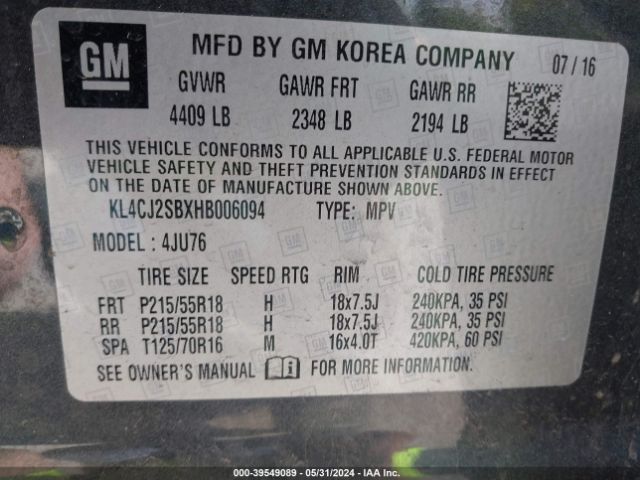 GM
MFD BY GM KOREA COMPANY 07 / 16
GVWR GAWR FRT GAWR RR
4409 LB 2348 LB 2194 LB
THIS VEHICLE CONFORMS TO ALL APPLICABLE U.S. FEDERAL MOTOR
VEHICLE SAFETY AND THEFT PREVENTION STANDARDS IN EFFECT
ON THE DATE OF MANUFACTURE SHOWN ABOVE.
KL4CJ2SBXHB006094 TYPE: MPV
MODEL : 4JU76
TIRE SIZE SPEED RTG RIM COLD TIRE PRESSURE
FRT P215/55R18 H 18x7.5J 240KPA, 35 PSI
RR P215/55R18 H 18x7.5J 240KPA, 35 PSI
SPA T125/70R16 M 16x4.0T 420KPA, 60 PSI
SEE OWNER'S MANUAL FOR MORE INFORMATION.
000-39549089 - 05/31/2024 - IAA Inc.